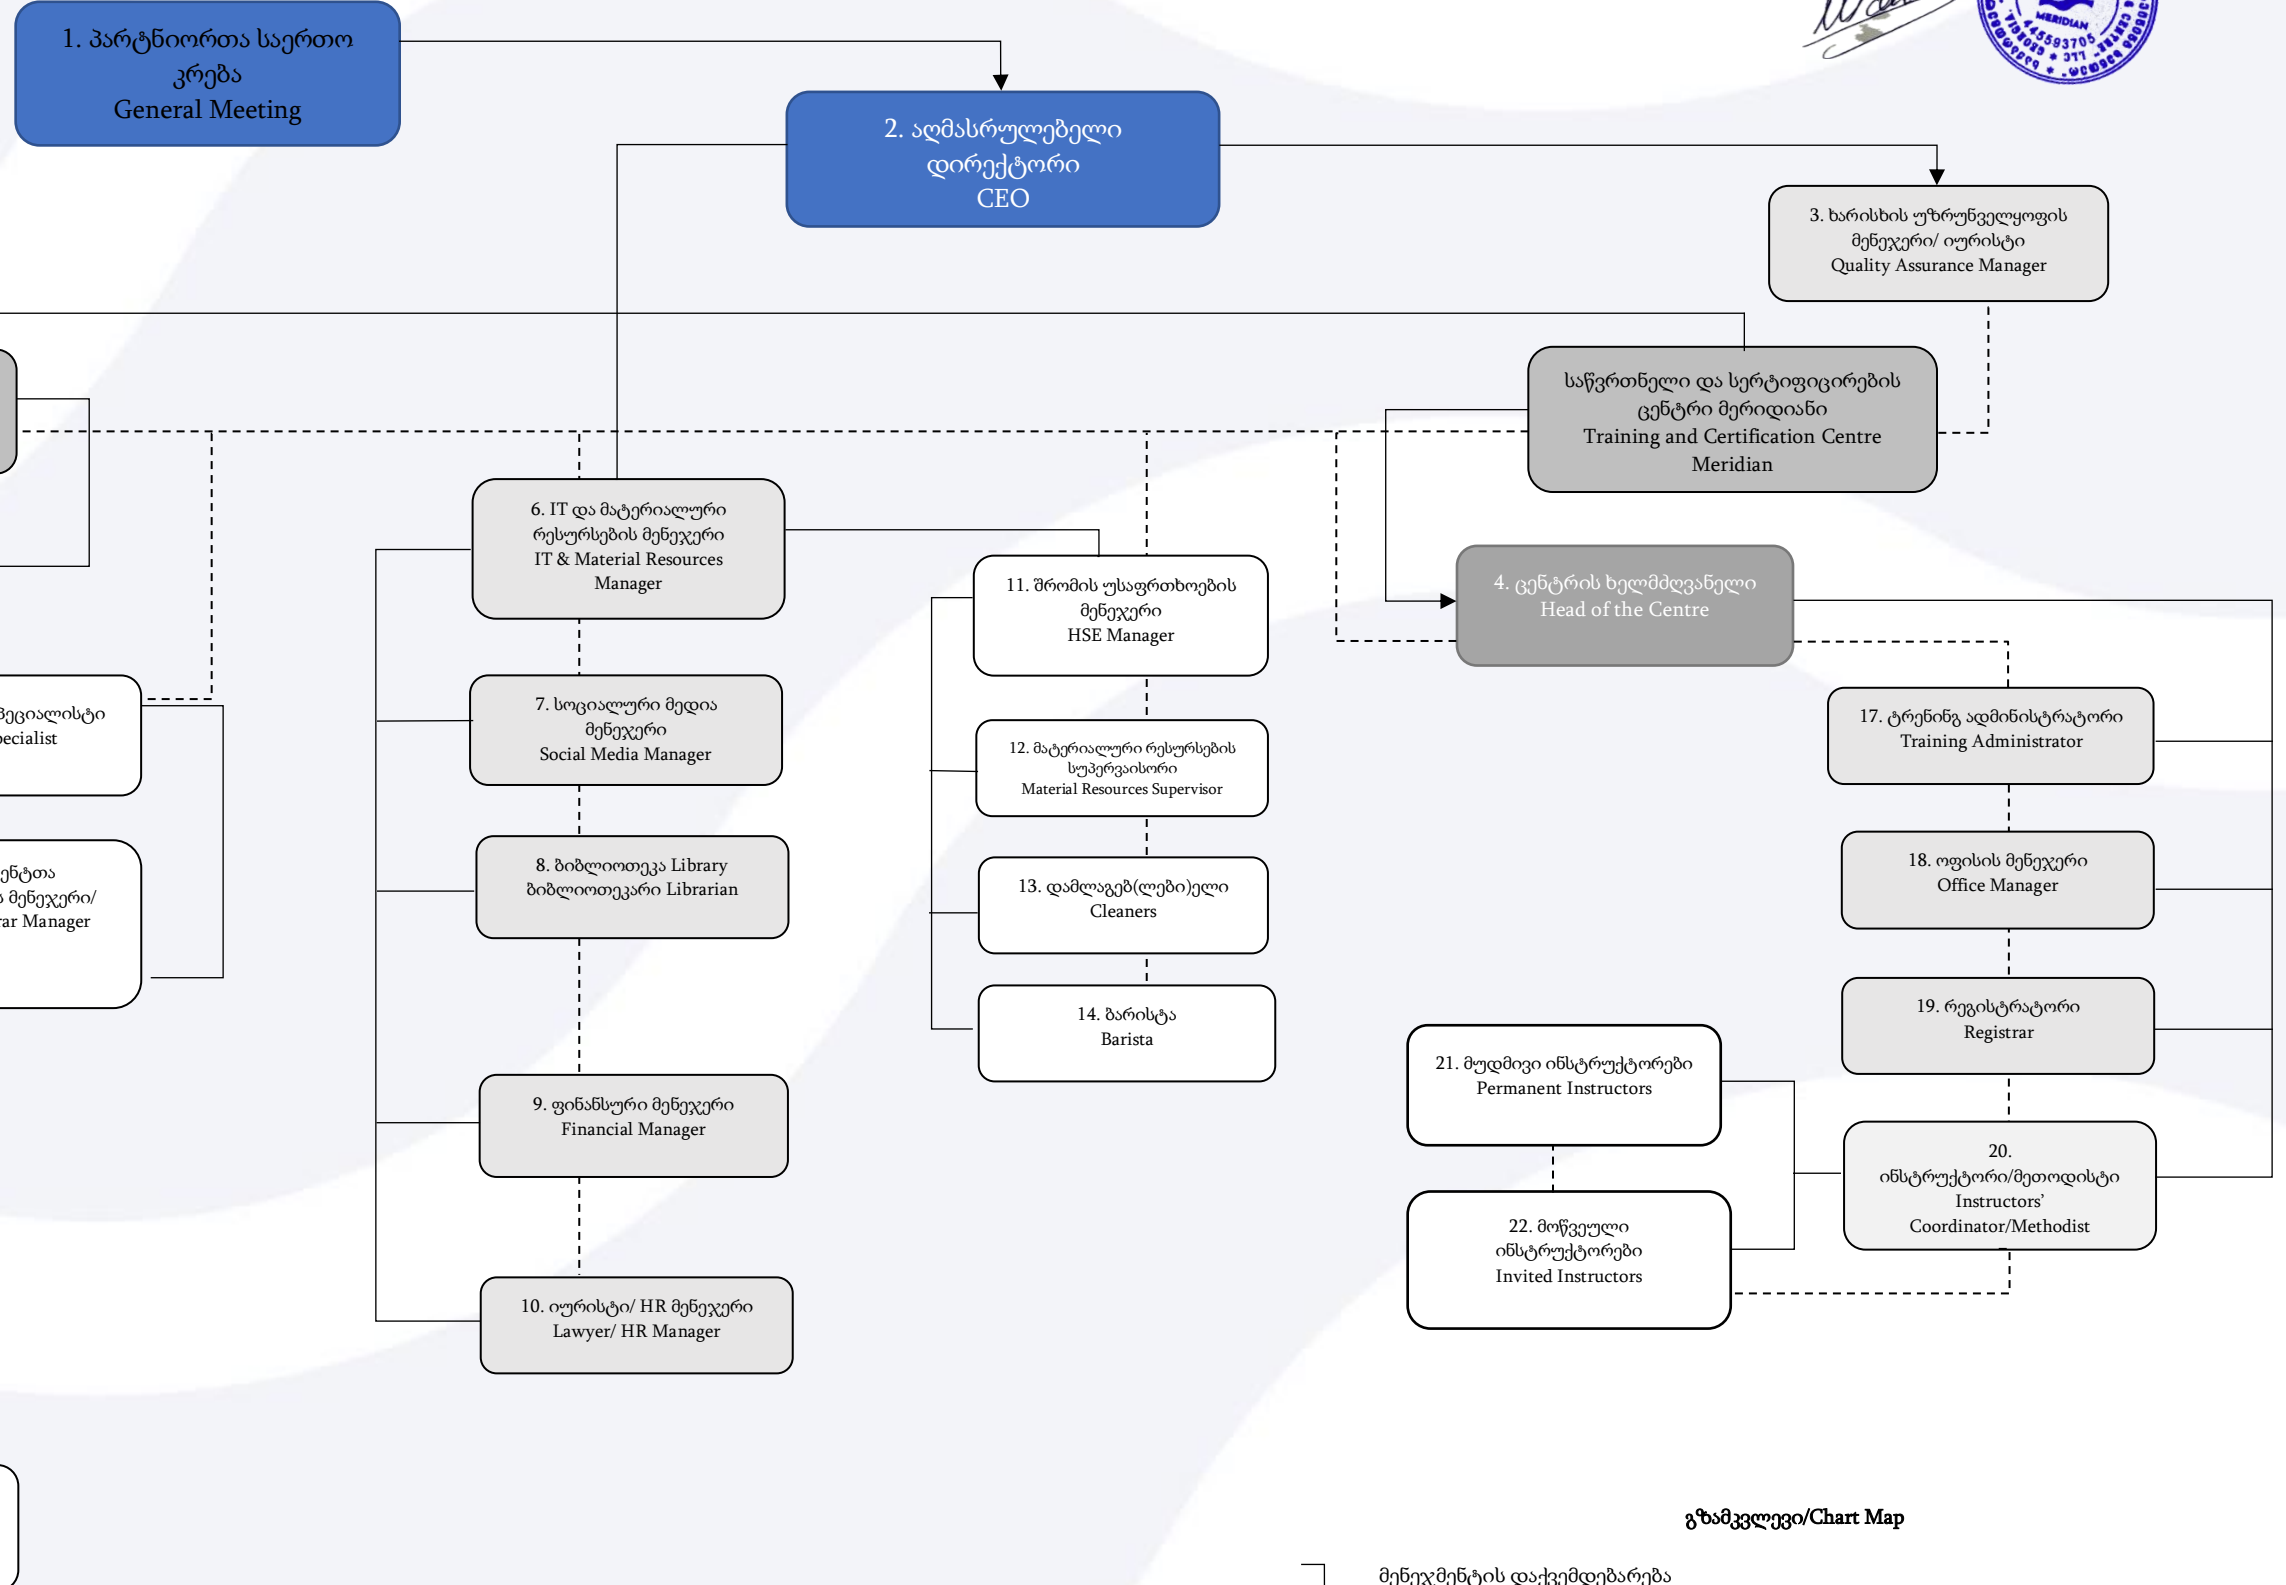 1. პარტნიორთა საერთო
კრება
General Meeting
2. აღმასრულებელი
დირექტორი
CEO
MERIDIAN
3. ხარისხის უზრუნველყოფის
მენეჯერი/ იურისტი
Quality Assurance Manager
საწვრთნელი და სერტიფიცირების
ცენტრი მერიდიანი
Training and Certification Centre
Meridian
6. IT და მატერიალური
რესურსების მენეჯერი
IT & Material Resources
Manager
11. შრომის უსაფრთხოების
მენეჯერი
HSE Manager
4. ცენტრის ხელმძღვანელი
Head of the Centre
7. სოციალური მედია
მენეჯერი
Social Media Manager
12. მატერიალური რესურსების
სუპერვაისორი
Material Resources Supervisor
17. ტრენინგ ადმინისტრატორი
Training Administrator
8. ბიბლიოთეკა Library
ბიბლიოთეკარი Librarian
13. დამლაგებ(ლები)ელი
Cleaners
18. ოფისის მენეჯერი
Office Manager
მენეჯერი/
Manager
14. ბარისტა
Barista
19. რეგისტრატორი
Registrar
21. მუდმივი ინსტრუქტორები
Permanent Instructors
9. ფინანსური მენეჯერი
Financial Manager
20.
ინსტრუქტორი/მეთოდისტი
Instructors’
Coordinator/Methodist
22. მოწვეული
ინსტრუქტორები
Invited Instructors
10. იურისტი/ HR მენეჯერი
Lawyer/ HR Manager
გზამკვლევი/Chart Map
მენეჯმენტის დაქვემდებარება